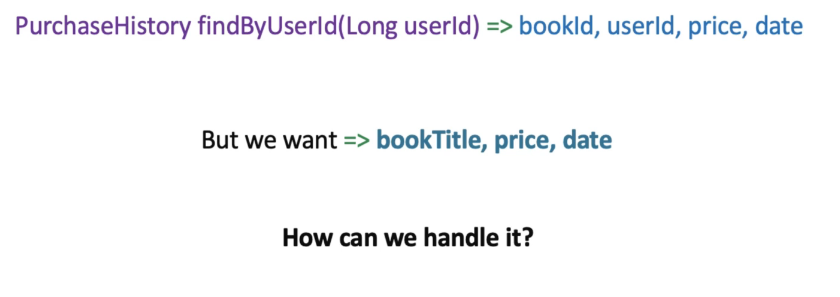 PurchaseHistory findByUserId(Long userId) => bookId, userId, price, date
But we want => bookTitle, price, date
How can we handle it?